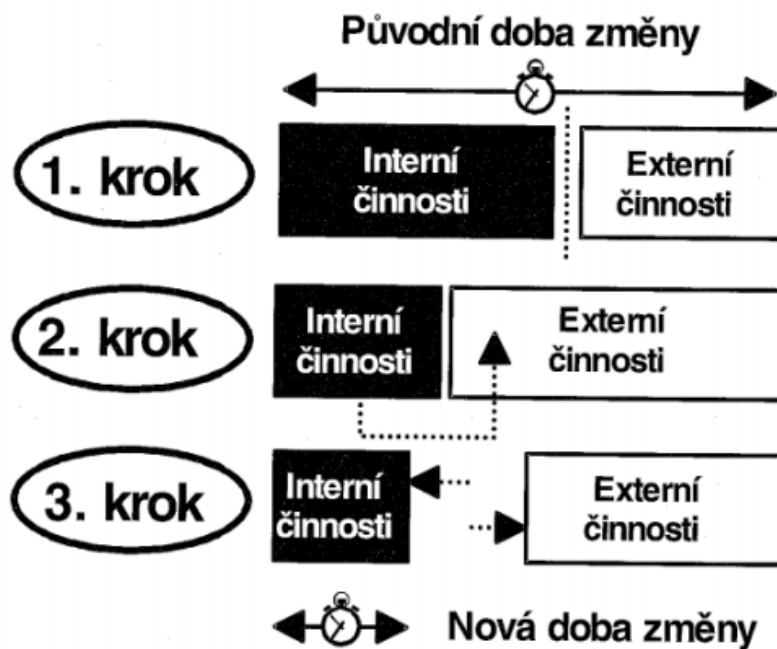 Původní doba změny
1. krok
Interní
činnosti
Externí
činnosti
2. krok
Interní
činnosti
Externí
činnosti
3. krok
Interní
činnosti
Externí
činnosti
Nová doba změny